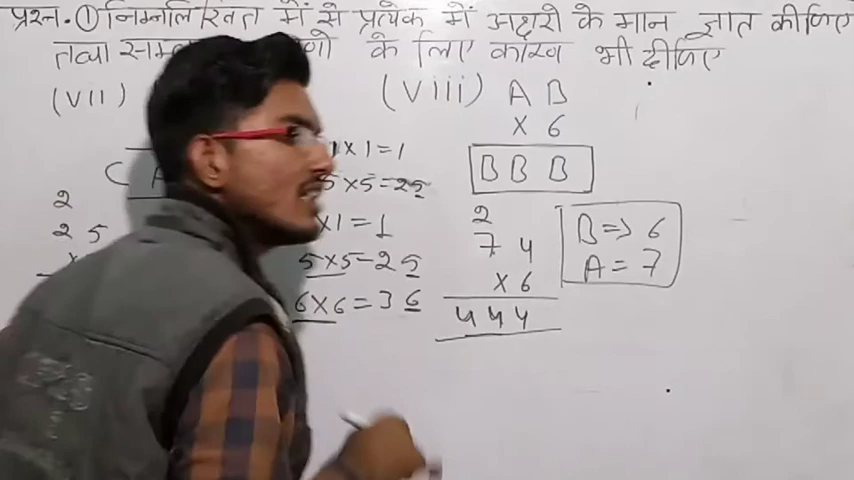 प्रश्न.① निम्नलिखित में से प्रत्येक में अक्षरो के मान ज्ञात कीजिए
तथा के लिए कारण भी दीजिए
(VII)
C A
2
2 5
1×1=1
5×5=25
×1=1
5×5=25
6×6=36
(Viii) A B
× 6
B B B
2
7 4
×6
4 4 4
B=> 6
A = 7